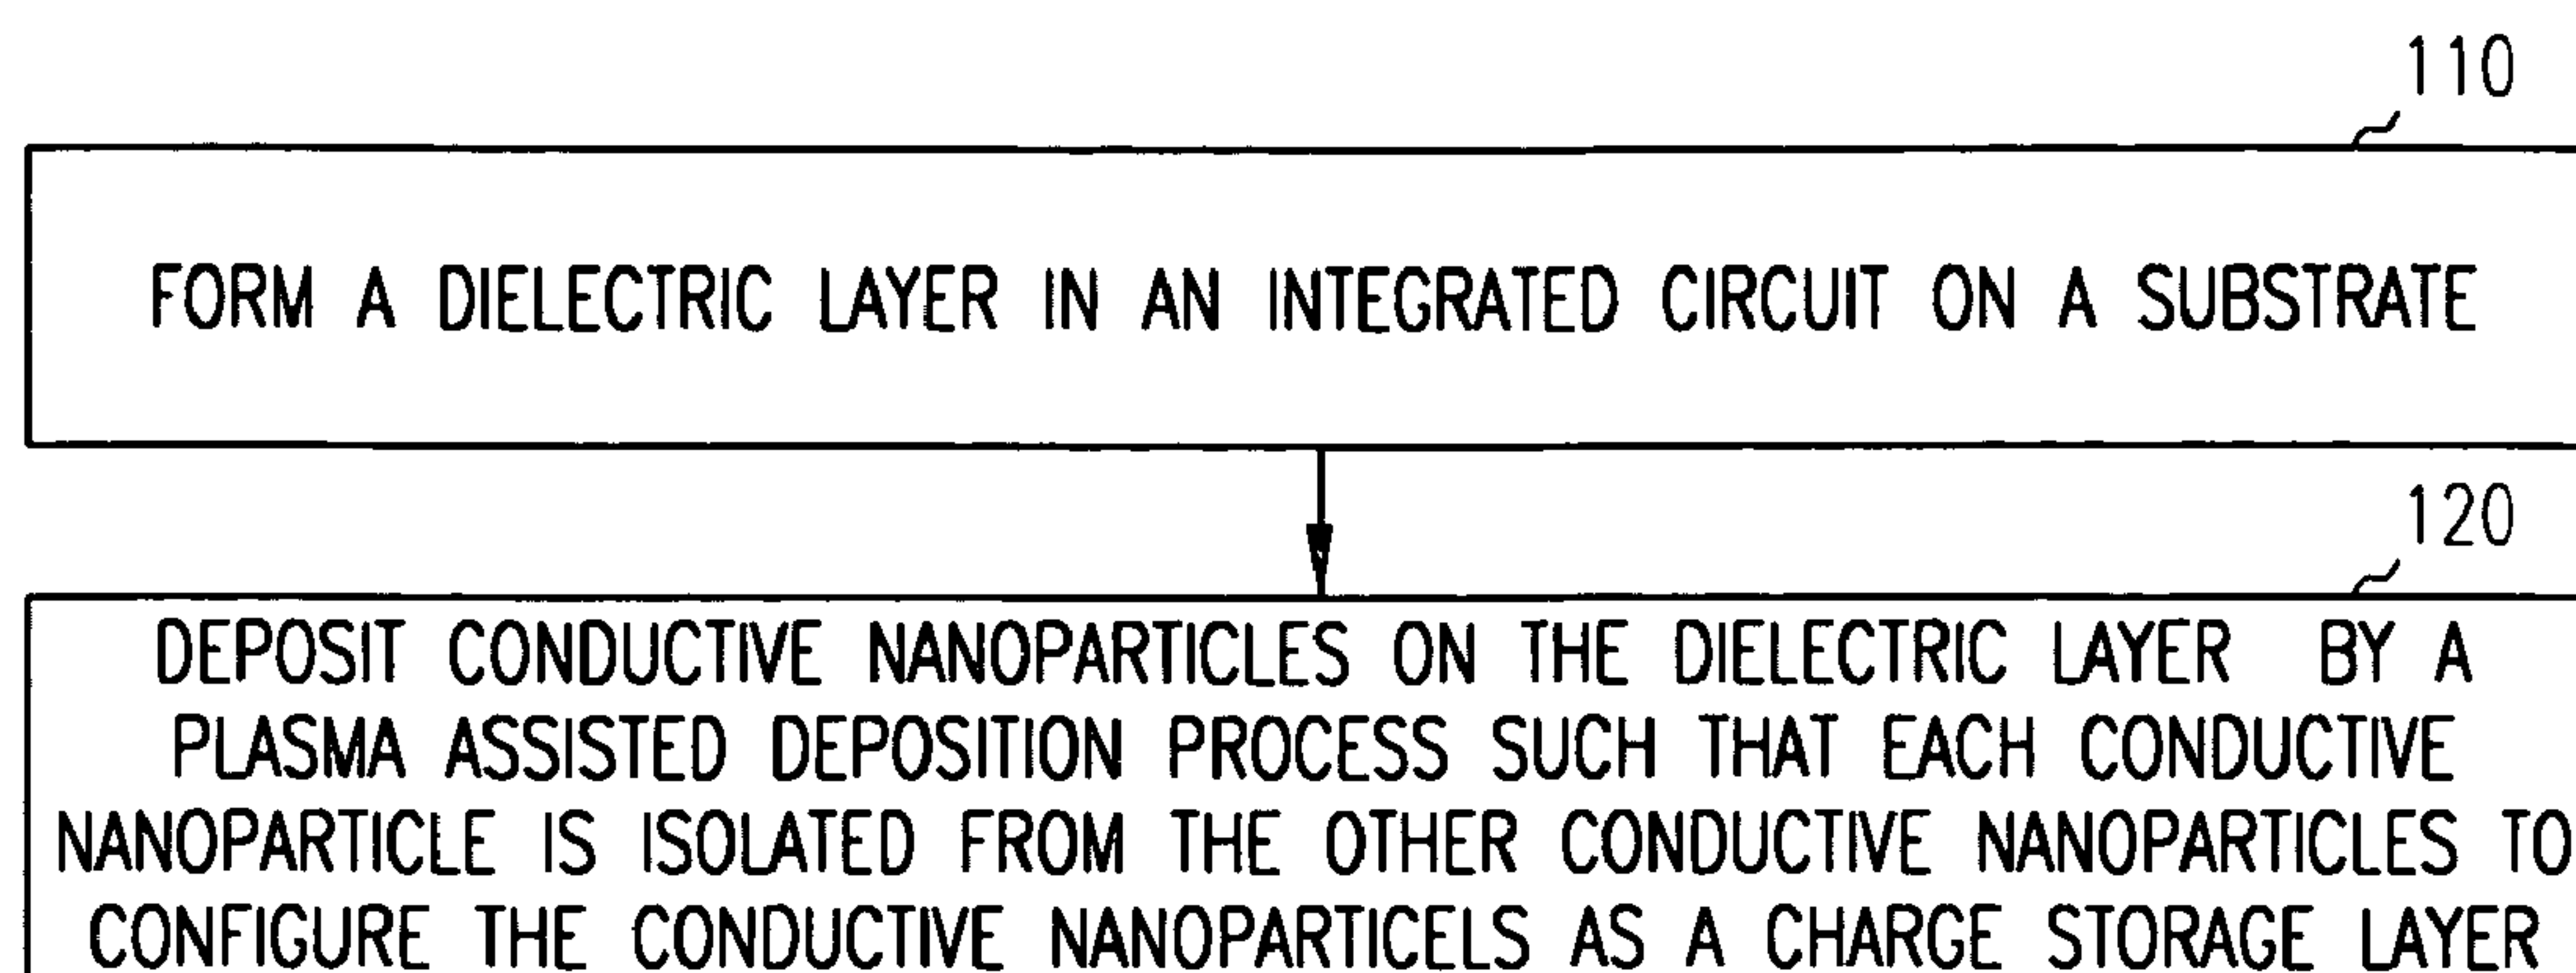 110
FORM A DIELECTRIC LAYER IN AN INTEGRATED CIRCUIT ON A SUBSTRATE
120
DEPOSIT CONDUCTIVE NANOPARTICLES ON THE DIELECTRIC LAYER BY A
PLASMA ASSISTED DEPOSITION PROCESS SUCH THAT EACH CONDUCTIVE
NANOPARTICLE IS ISOLATED FROM THE OTHER CONDUCTIVE NANOPARTICLES TO
CONFIGURE THE CONDUCTIVE NANOPARTICELS AS A CHARGE STORAGE LAYER